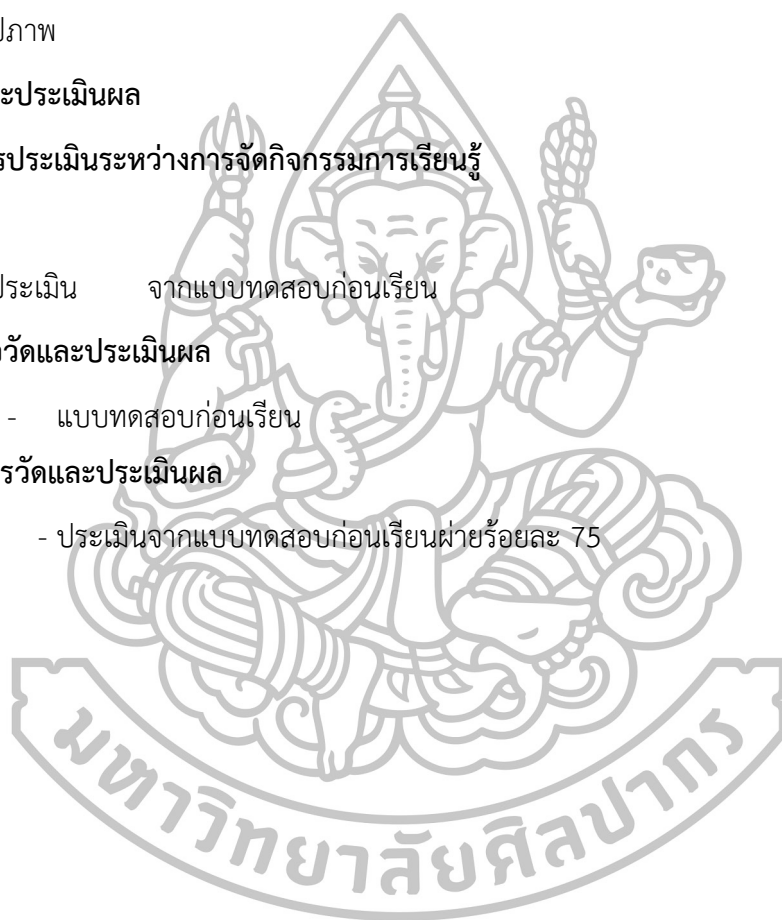 ปภาพ
ะประเมินผล
รประเมินระหว่างการจัดกิจกรรมการเรียนรู้
ประเมิน จากแบบทดสอบก่อนเรียน
วัดและประเมินผล
- แบบทดสอบก่อนเรียน
รวัดและประเมินผล
- ประเมินจากแบบทดสอบก่อนเรียนผ่ายร้อยละ 75
มหาวิทยาลัยศิลปากร